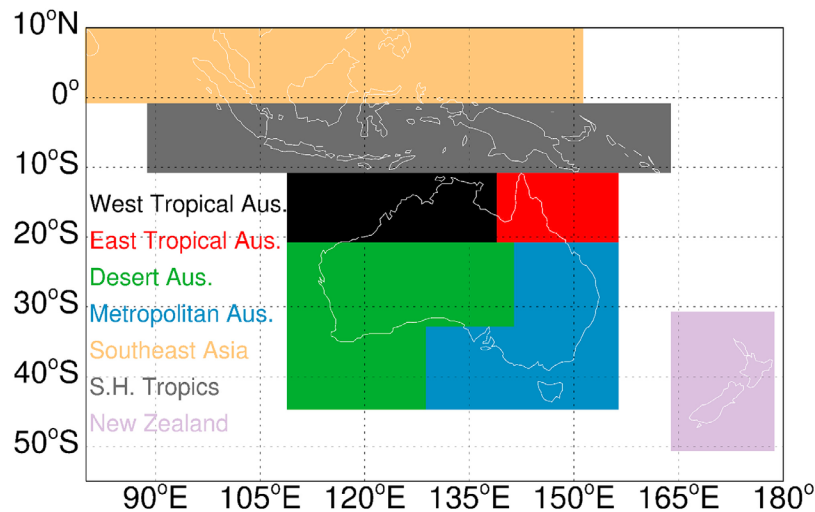 10°N
0°
10°S
West Tropical Aus.
20°S
East Tropical Aus.
Desert Aus.
30°S
Metropolitan Aus.
Southeast Asia
40°S
S.H. Tropics
New Zealand
50°S
90°E 105°E 120°E 135°E 150°E 165°E 180°